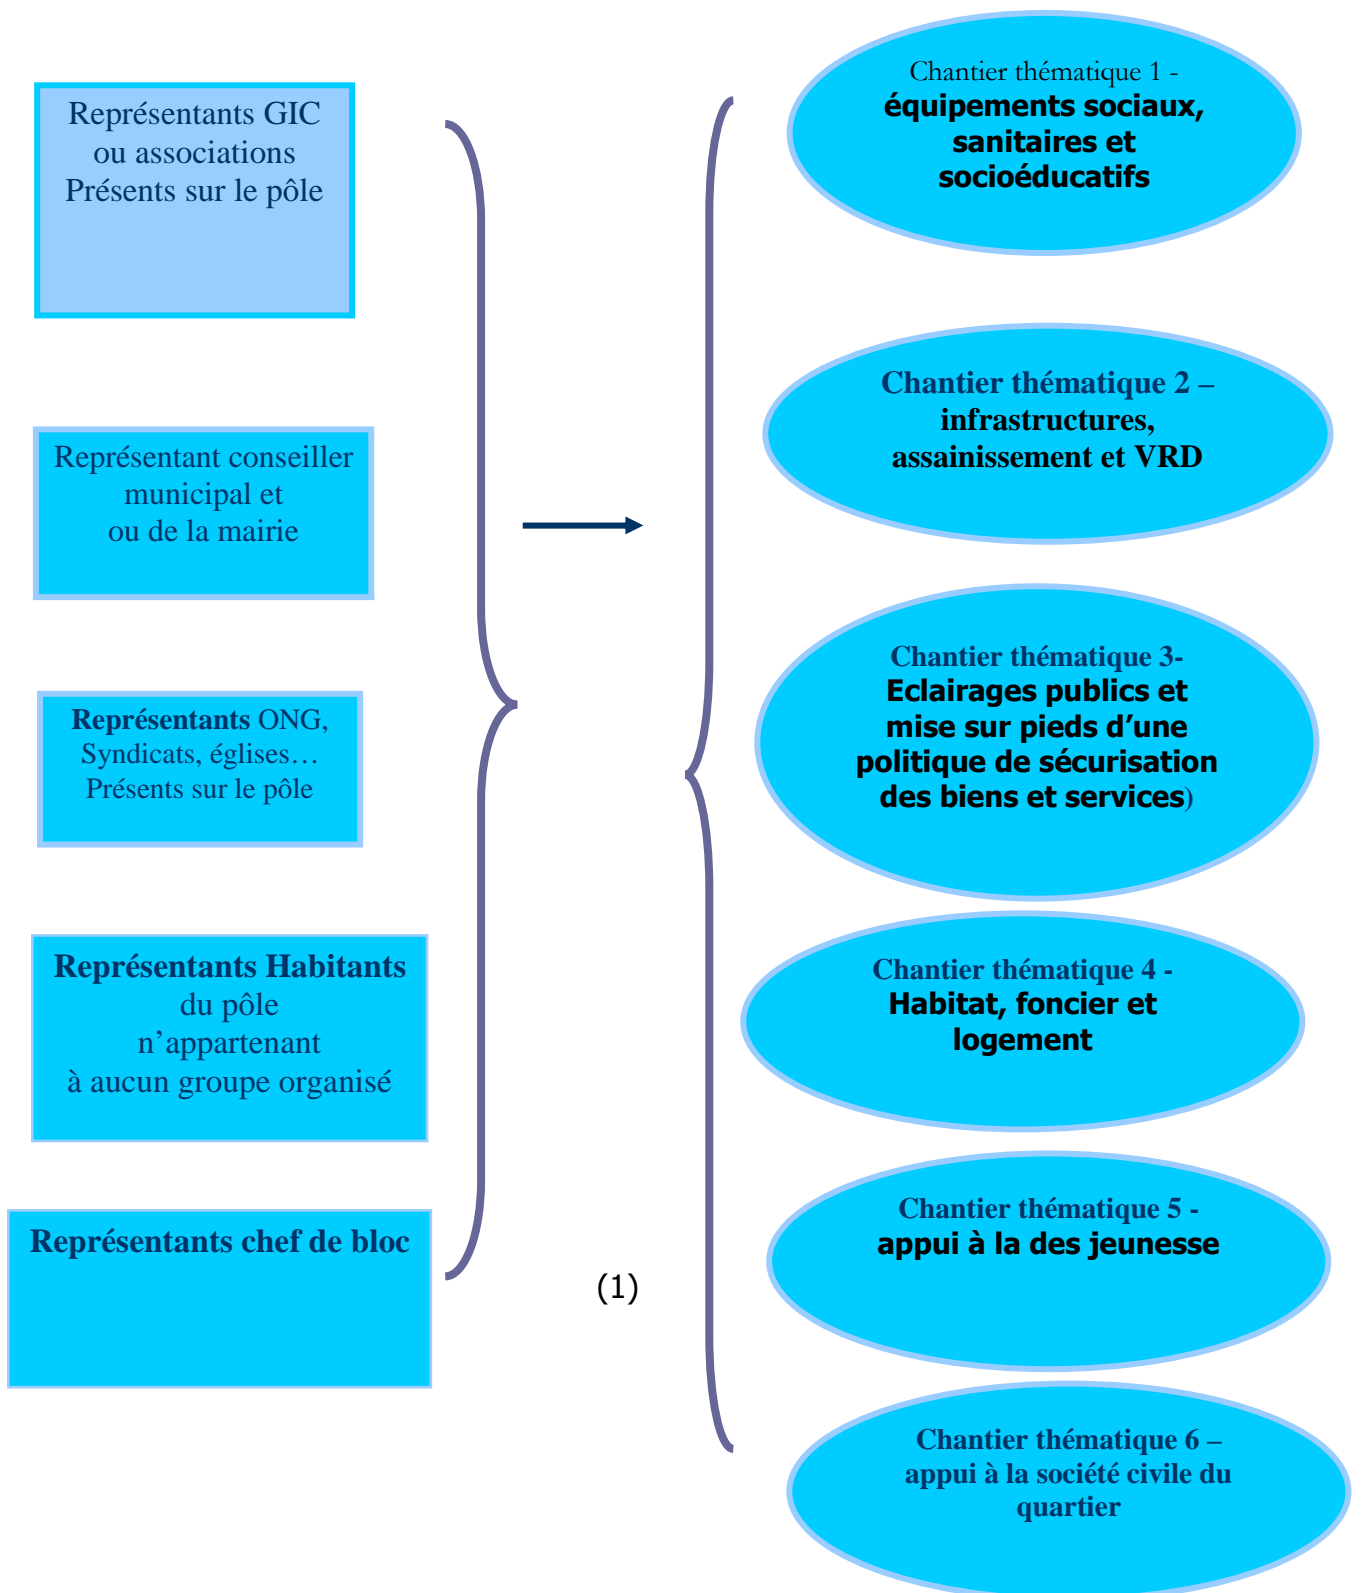 Représentants GIC
ou associations
Présents sur le pôle
Représentant conseiller
municipal et
ou de la mairie
Représentants ONG,
Syndicats, églises…
Présents sur le pôle
Représentants Habitants
du pôle
n’appartenant
à aucun groupe organisé
Représentants chef de bloc
(1)
Chantier thématique 1 -
équipements sociaux,
sanitaires et
socioéducatifs
Chantier thématique 2 –
infrastructures,
assainissement et VRD
Chantier thématique 3-
Eclairages publics et
mise sur pieds d’une
politique de sécurisation
des biens et services)
Chantier thématique 4 -
Habitat, foncier et
logement
Chantier thématique 5 -
appui à la des jeunesse
Chantier thématique 6 –
appui à la société civile du
quartier